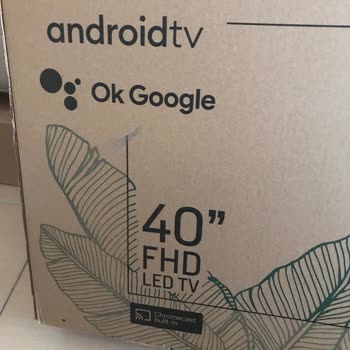 androidtv
Ok Google
40”
FHD
LED TV
Chromecast
built-in